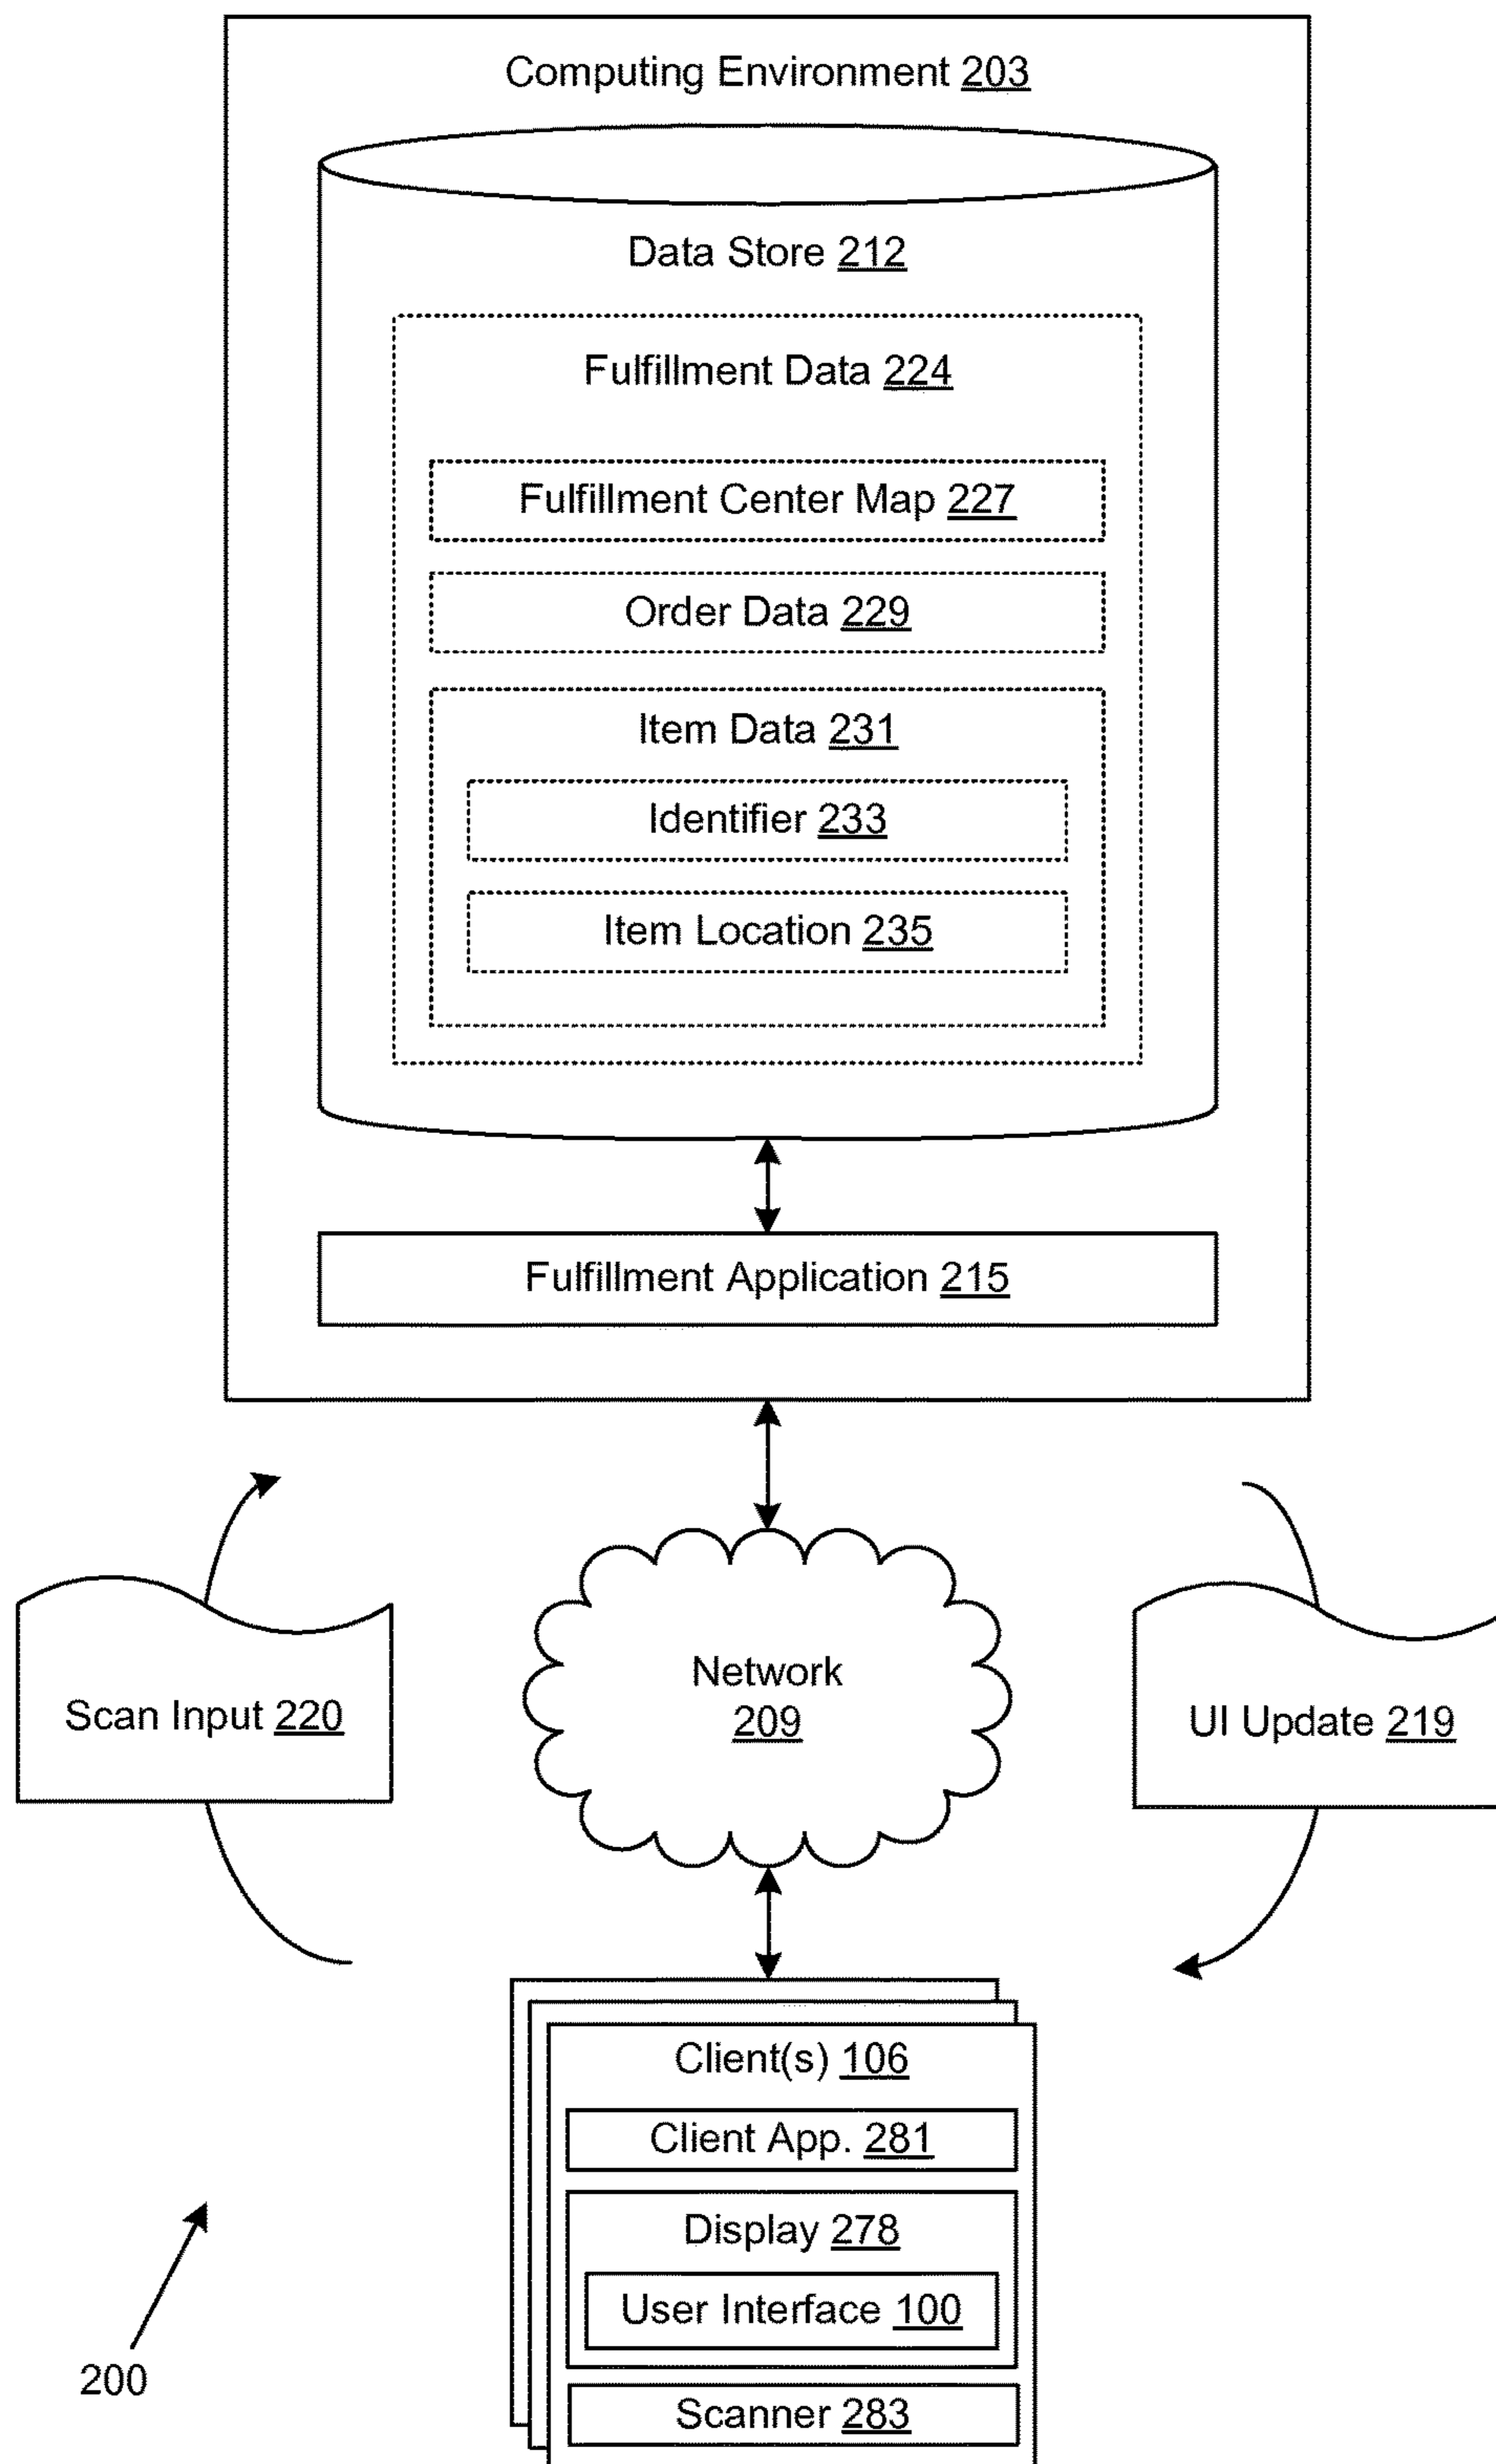 Computing Environment 203
Data Store 212
Fulfillment Data 224
Fulfillment Center Map 227
Order Data 229
Item Data 231
Identifier 233
Item Location 235
Fulfillment Application 215
Scan Input 220
Network
209
UI Update 219
Client(s) 106
Client App. 281
Display 278
User Interface 100
Scanner 283
200